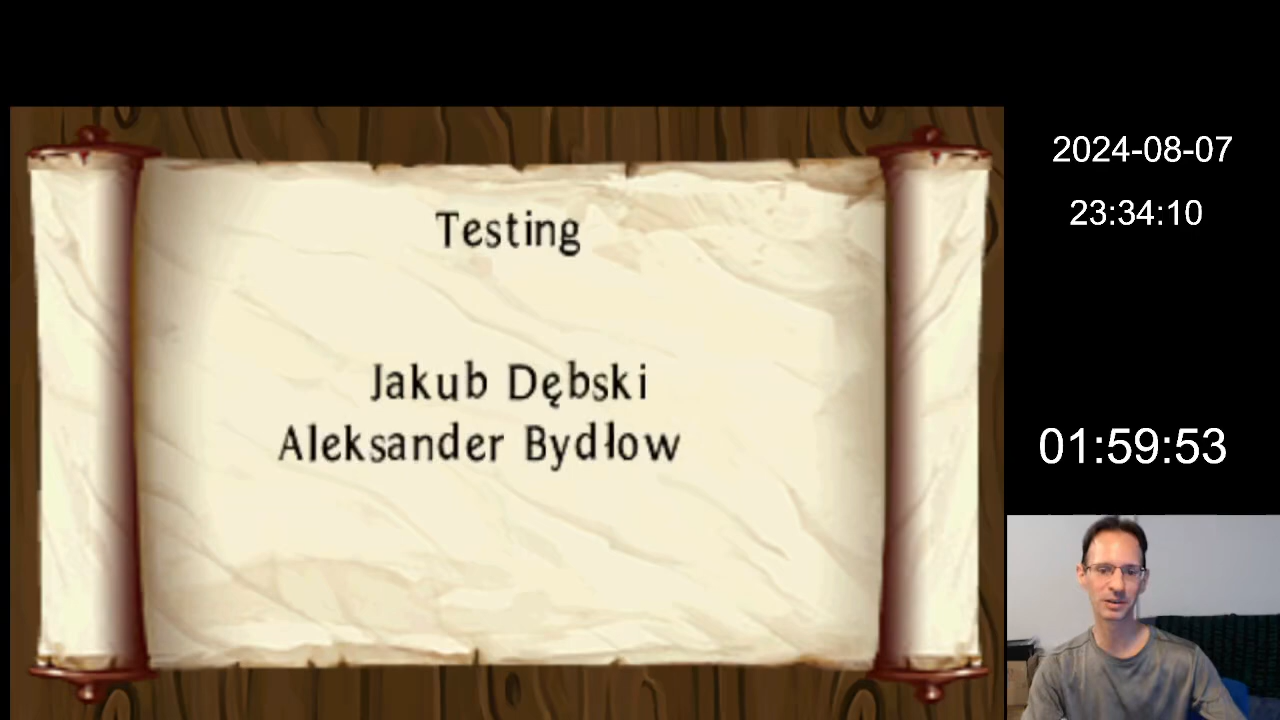 Testing
Jakub Dębski
Aleksander Bydłow
2024-08-07
23:34:10
01:59:53